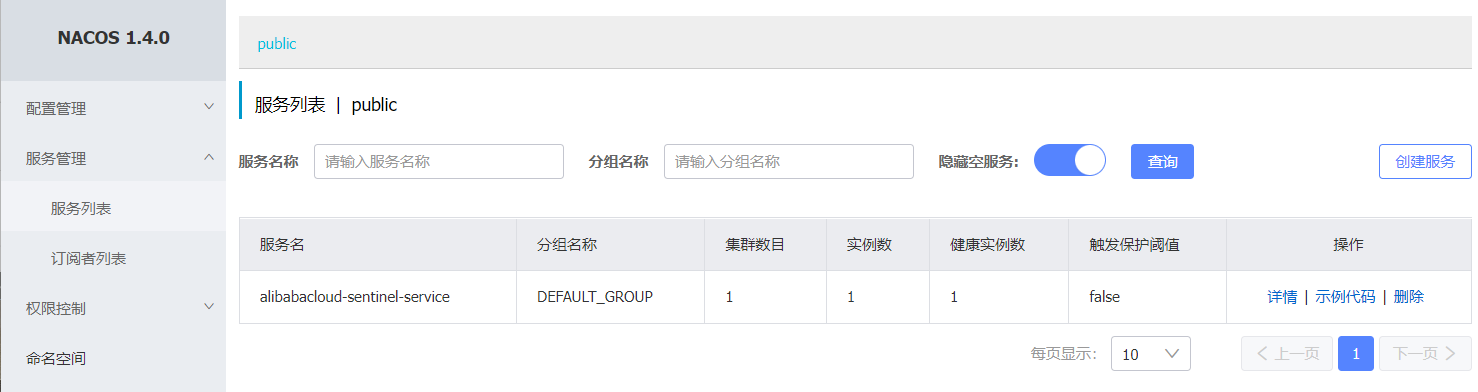 NACOS 1.4.0
配置管理
服务管理
服务列表
订阅者列表
权限控制
命名空间
public
服务列表 | public
服务名称 请输入服务名称 分组名称 请输入分组名称 隐藏空服务: 查询 创建服务
服务名 分组名称 集群数目 实例数 健康实例数 触发保护阈值 操作
alibabacloud-sentinel-service DEFAULT_GROUP 1 1 1 false 详情 | 示例代码 | 删除
每页显示: 10 上一页 1 下一页